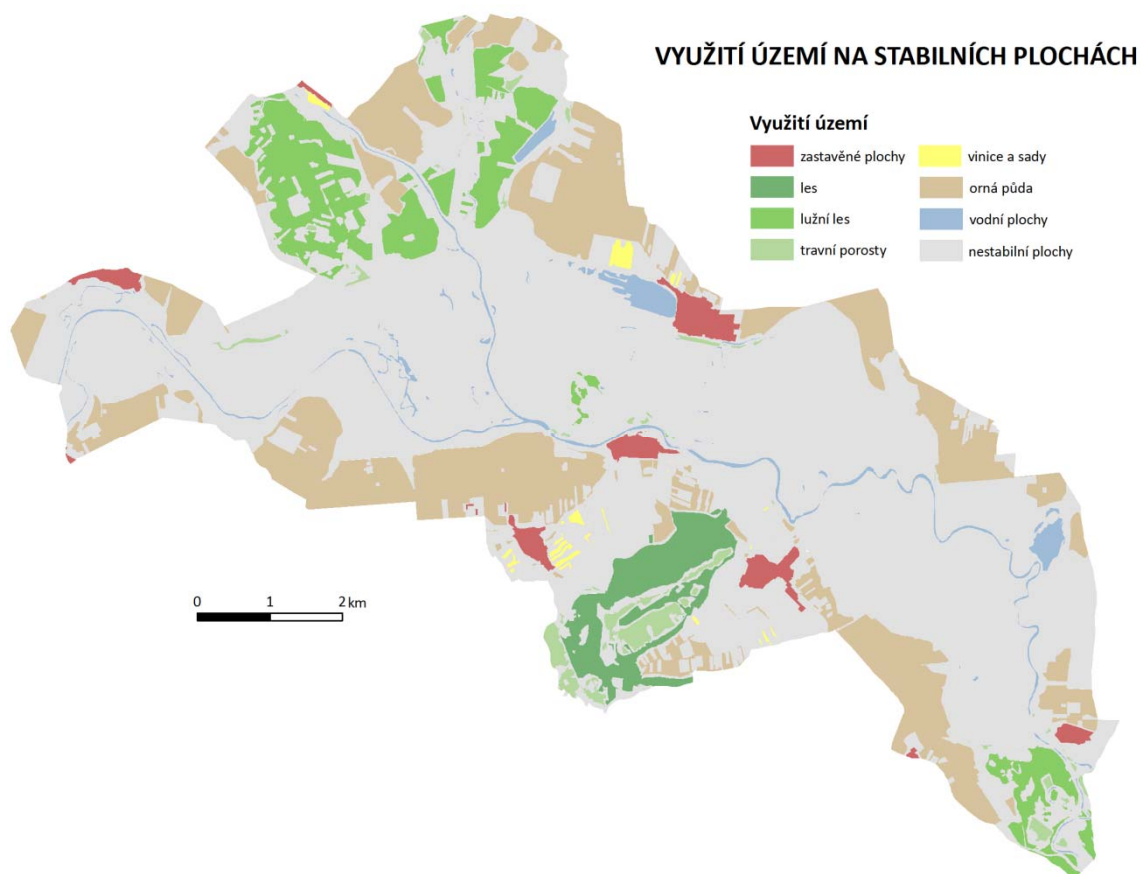 VYUŽITÍ ÚZEMÍ NA STABILNÍCH PLOCHÁCH
Využití území
zastavěné plochy
les
lužní les
travní porosty
vinice a sady
orná půda
vodní plochy
nestabilní plochy
0 1 2 km